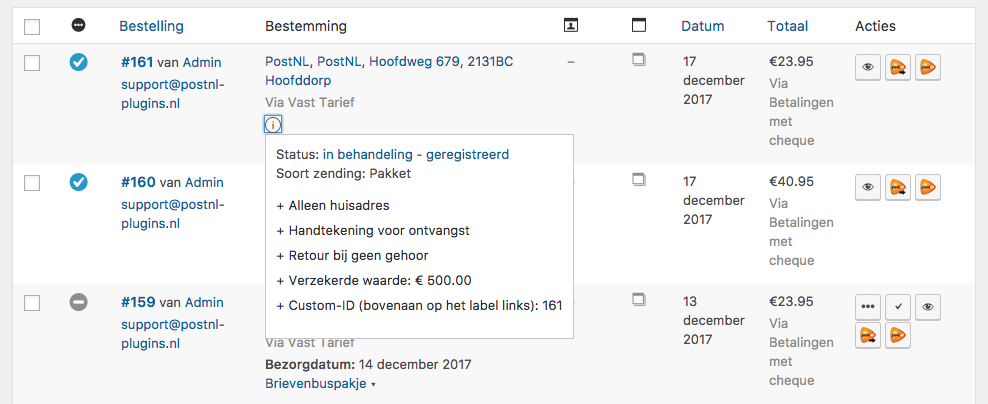 Bestelling Bestemming Datum Totaal Acties
#161 van Admin
support@postnl-
plugins.nl
PostNL, PostNL, Hoofdweg 679, 2131BC
Hoofddorp
Via Vast Tarief
–
17
december
2017
€23.95
Via
Betalingen
met
cheque
Status: in behandeling - geregistreerd
Soort zending: Pakket
+ Alleen huisadres
+ Handtekening voor ontvangst
+ Retour bij geen gehoor
+ Verzekerde waarde: € 500.00
+ Custom-ID (bovenaan op het label links): 161
#160 van Admin
support@postnl-
plugins.nl
17
december
2017
€40.95
Via
Betalingen
met
cheque
#159 van Admin
support@postnl-
plugins.nl
Via Vast Tarief
Bezorgdatum: 14 december 2017
Brievenbuspakje
13
december
2017
€23.95
Via
Betalingen
met
cheque